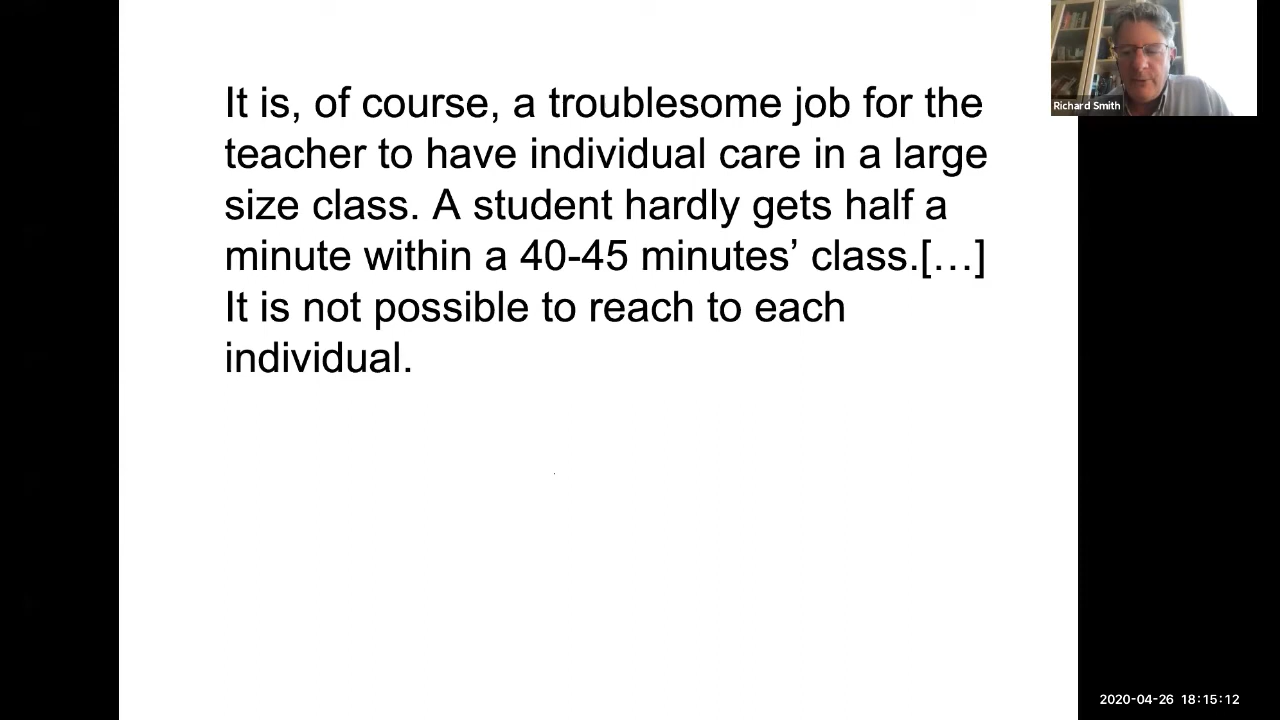 It is, of course, a troublesome job for the
teacher to have individual care in a large
size class. A student hardly gets half a
minute within a 40-45 minutes’ class.[…]
It is not possible to reach to each
individual.
Richard Smith
2020-04-26 18:15:12